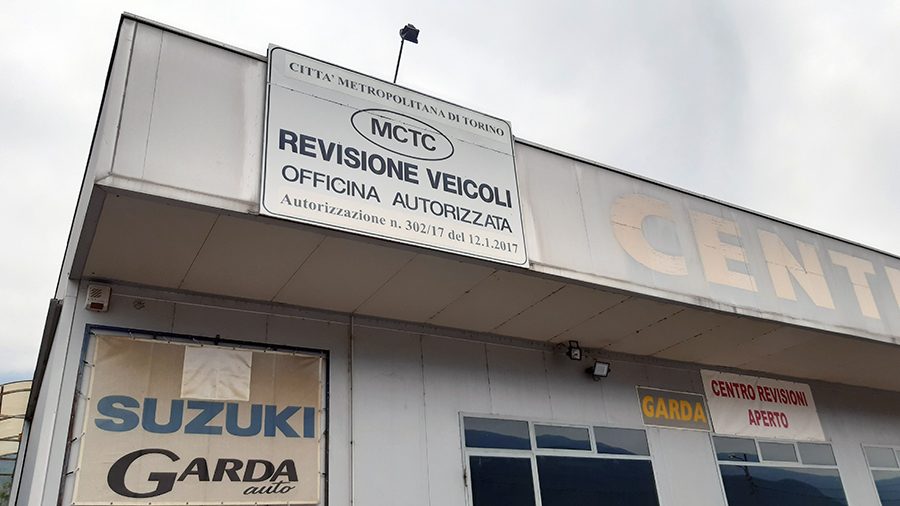 CITTA' METROPOLITANA DI TORINO
MCTC
REVISIONE VEICOLI
OFFICINA AUTORIZZATA
Autorizzazione n. 302/17 del 12.1.2017
CENT
SUZUKI
GARDA
auto
GARDA
CENTRO REVISIONI
APERTO